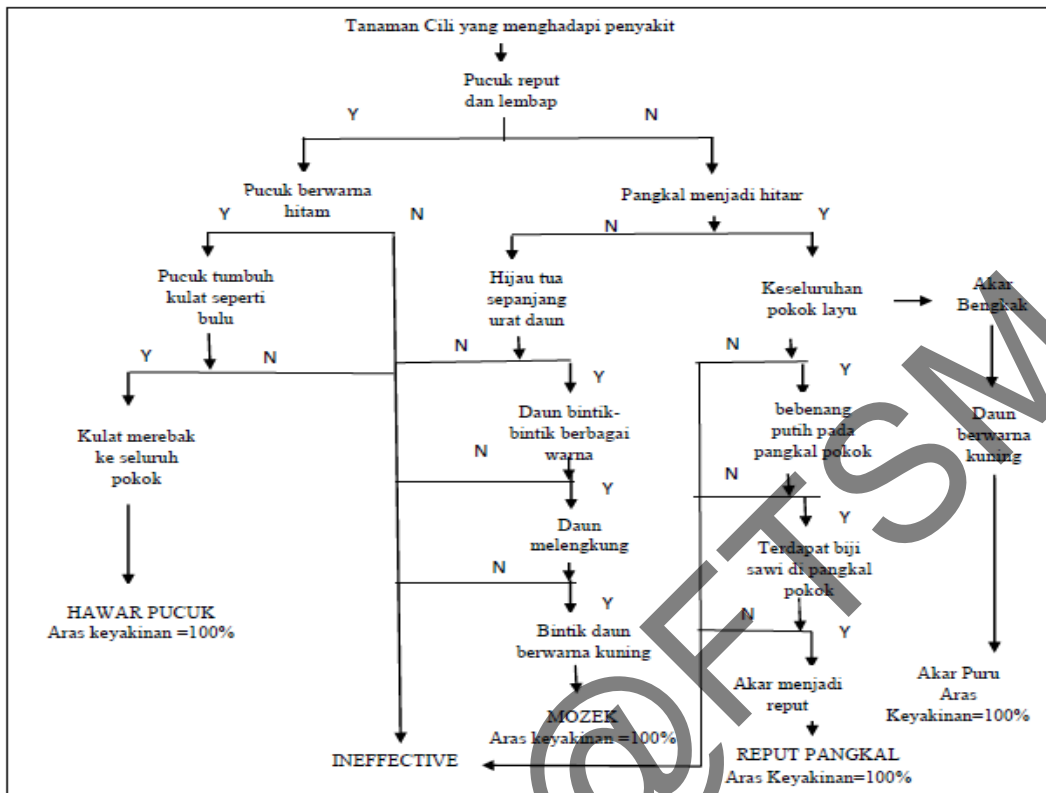 Tanaman Cili yang menghadapi penyakit
Pucuk reput
dan lembap
Y
N
Pucuk berwarna
hitam
Pangkal menjadi hitam
Y
N
N
Y
Pucuk tumbuh
kulat seperti
bulu
Hijau tua
sepanjang
urat daun
Keseluruhan
pokok layu
Akar
Bengkak
Y
N
N
Y
N
Y
Kulat merebak
ke seluruh
pokok
Daun bintik-
bintik berbagai
warna
bebenang
putih pada
pangkal pokok
Daun
berwarna
kuning
N
Y
N
Y
Daun
melengkung
Terdapat biji
sawi di pangkal
pokok
N
Y
N
Y
HAWAR PUCUK
Aras keyakinan =100%
Bintik daun
berwarna kuning
Akar menjadi
reput
Akar Puru
Aras
Keyakinan=100%
MOZEK
Aras keyakinan =100%
INEFFECTIVE
REPUT PANGKAL
Aras Keyakinan=100%
@FTSM